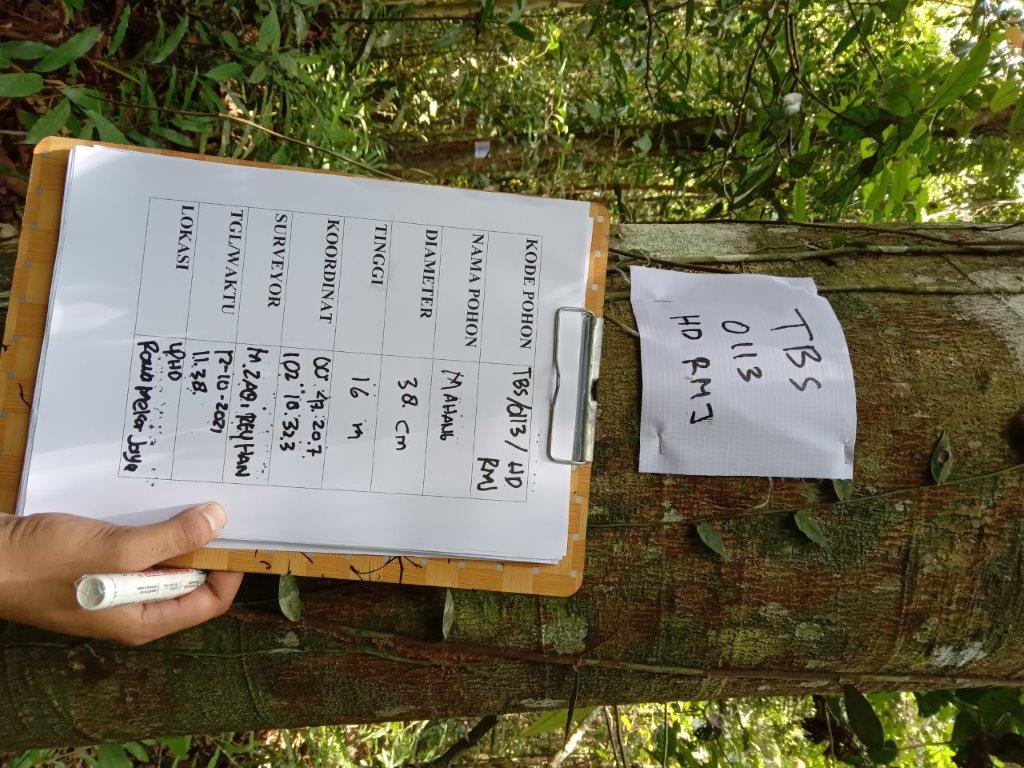 TBS
0113
HD RMJ
KODE POHON TBS/0113/ HD
RMJ
NAMA POHON MAHANG
DIAMETER 38 cm
TINGGI 16 m
KOORDINAT 00 47. 20.7
102 10. 32.3
SURVEYOR M. ZAQI REYHAN
TGL/WAKTU 12-10-2021
11.38.
LOKASI LPHD
Rawa Mekar Jaya